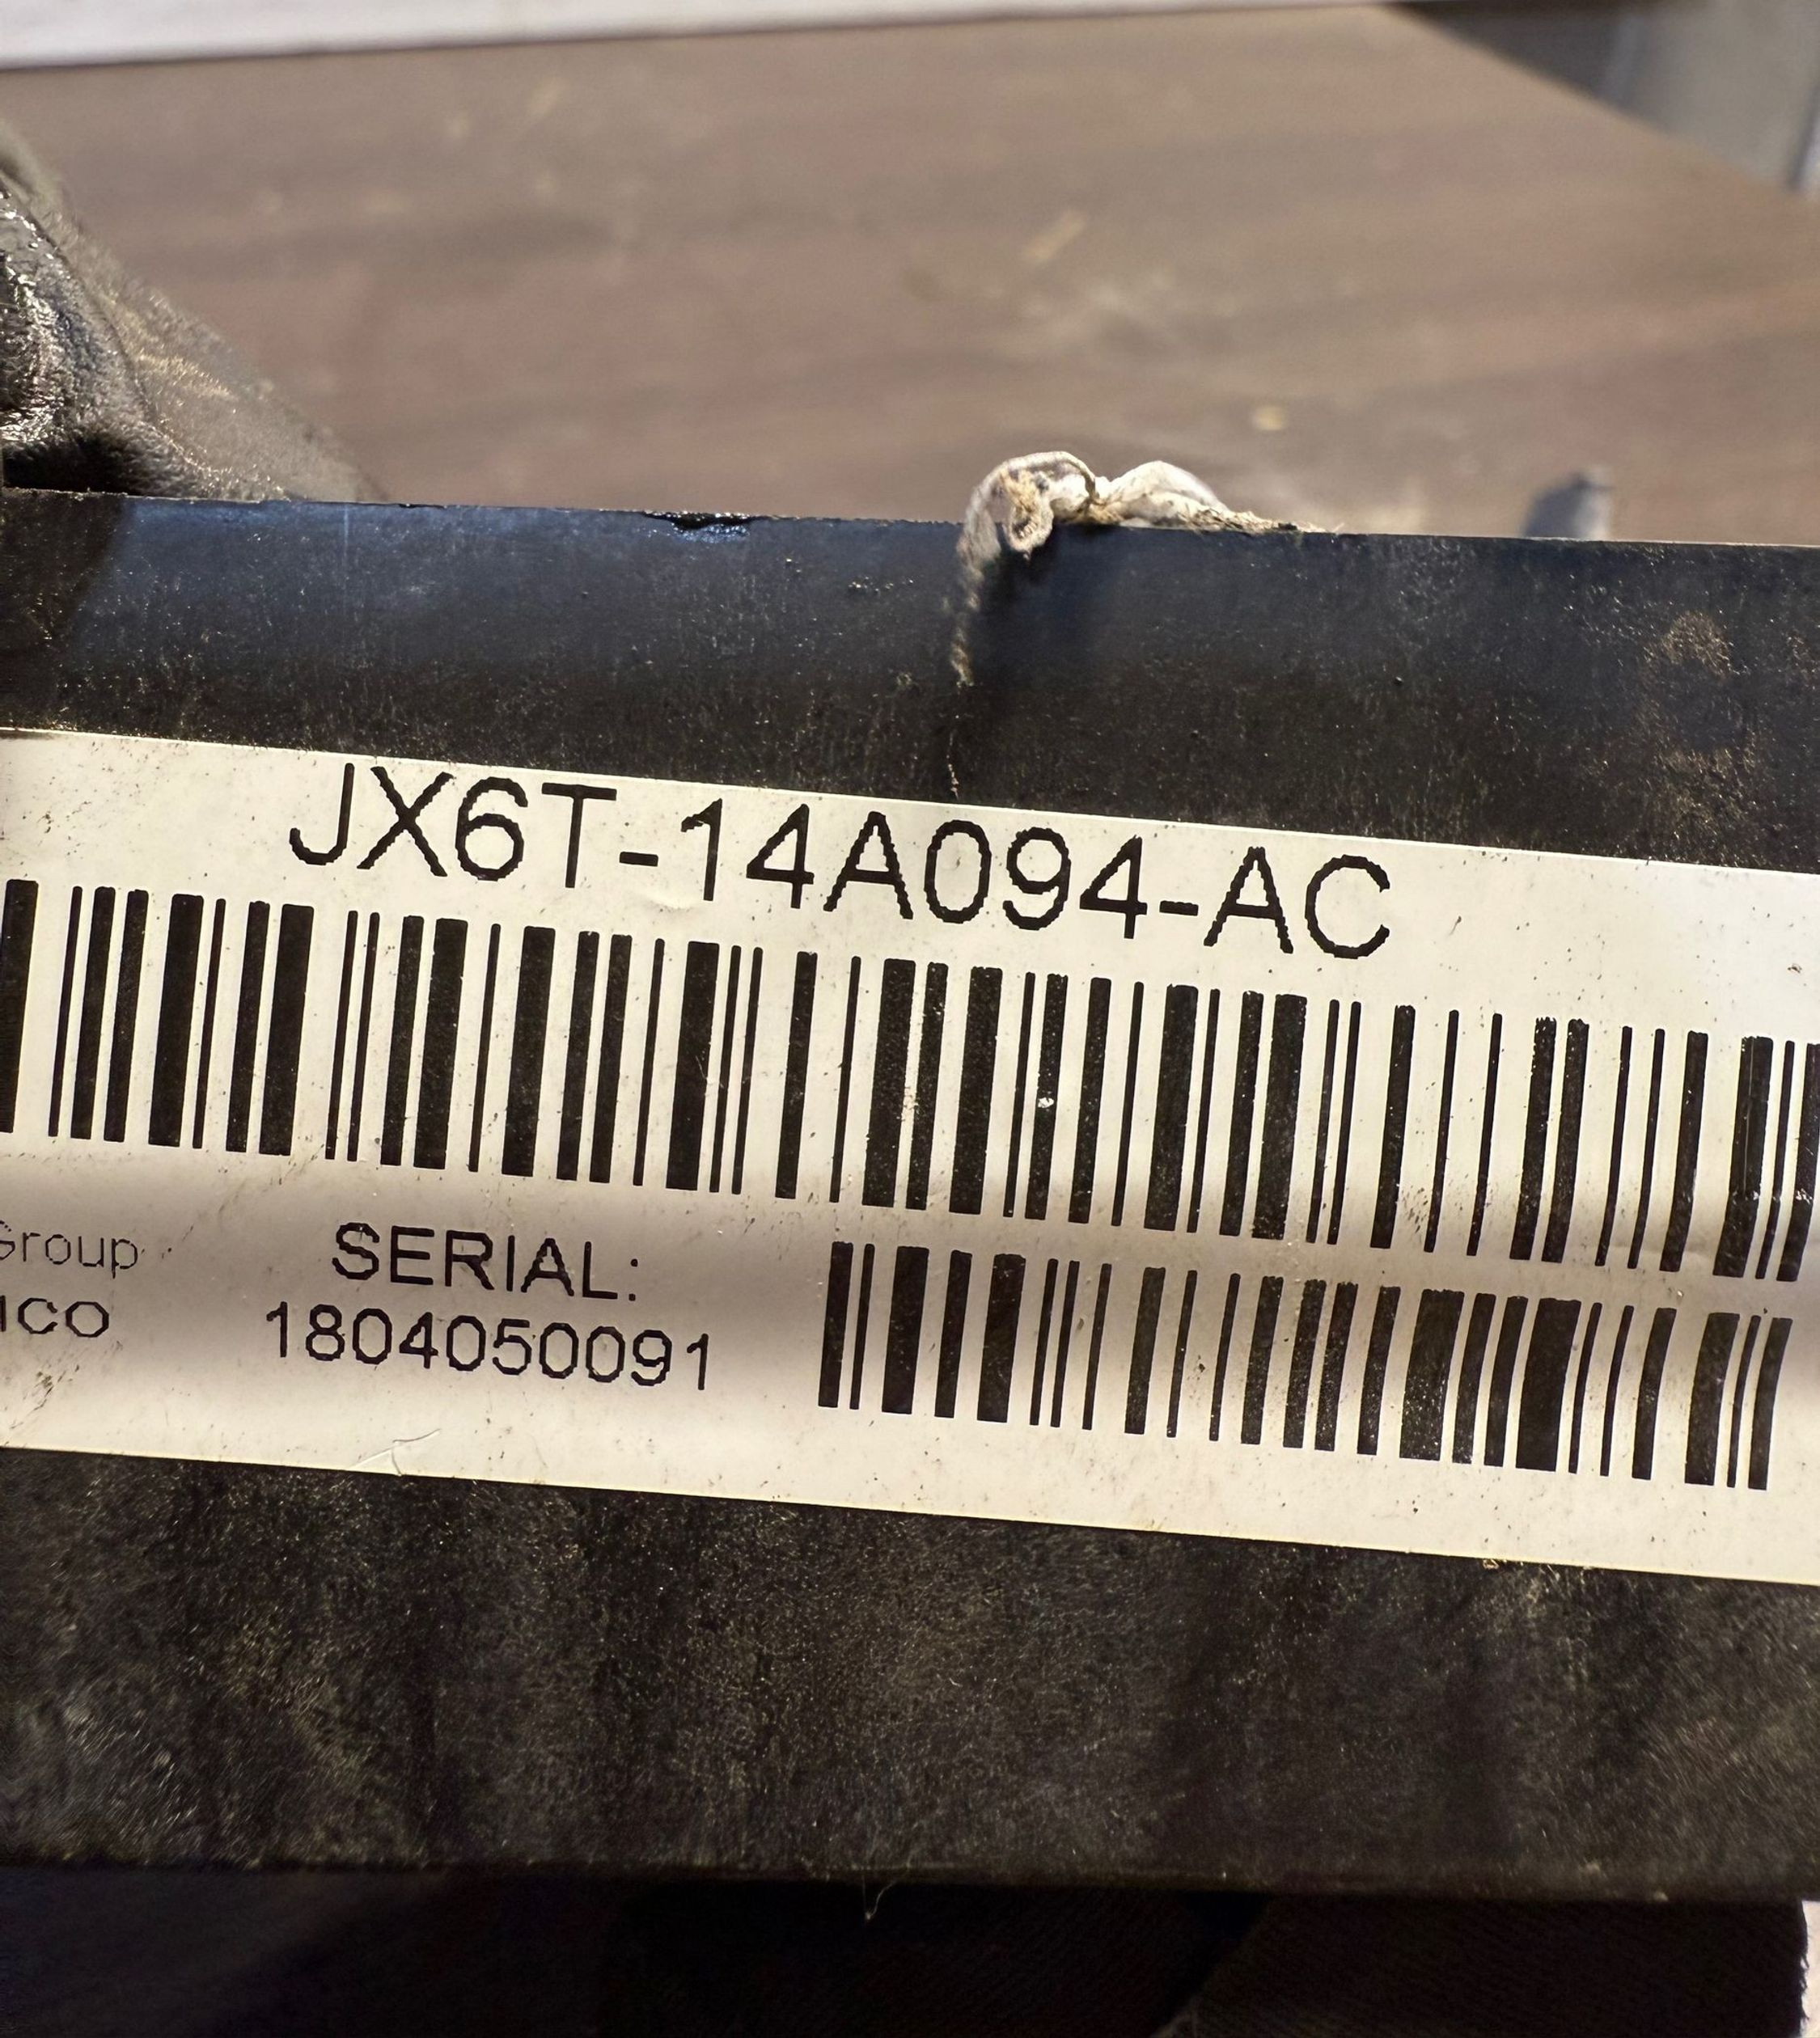 JX6T-14A094-AC
Group
SERIAL:
ICO
1804050091